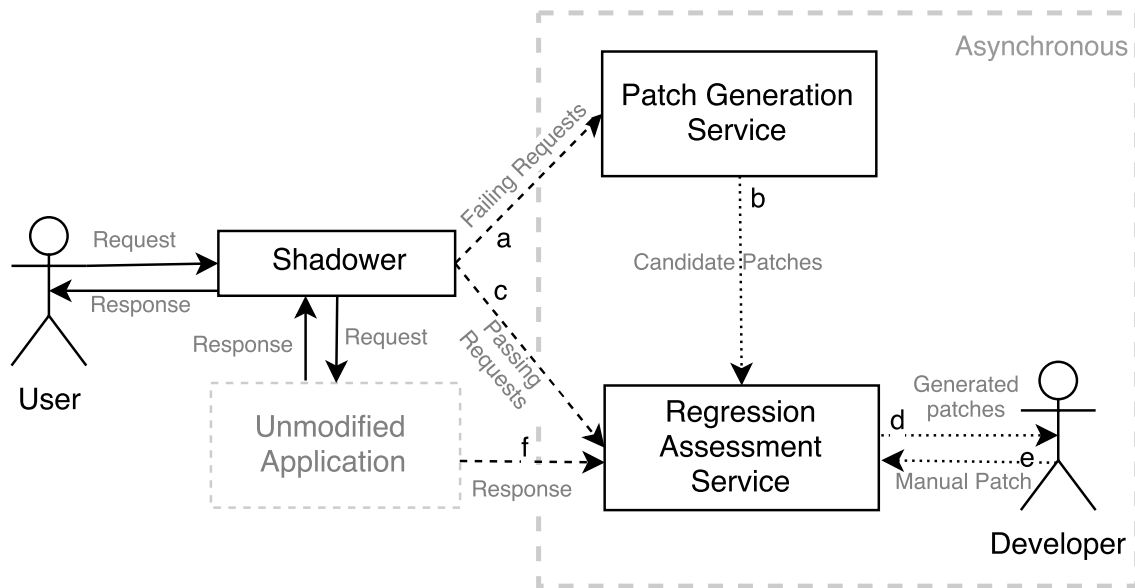 Asynchronous
Patch Generation
Service
Failing Requests
a
b
Request
Shadower
Candidate Patches
c
Response
Response
Request
Passing
Requests
User
Unmodified
Application
f
Response
Regression
Assessment
Service
Generated
patches
d
e
Manual Patch
Developer